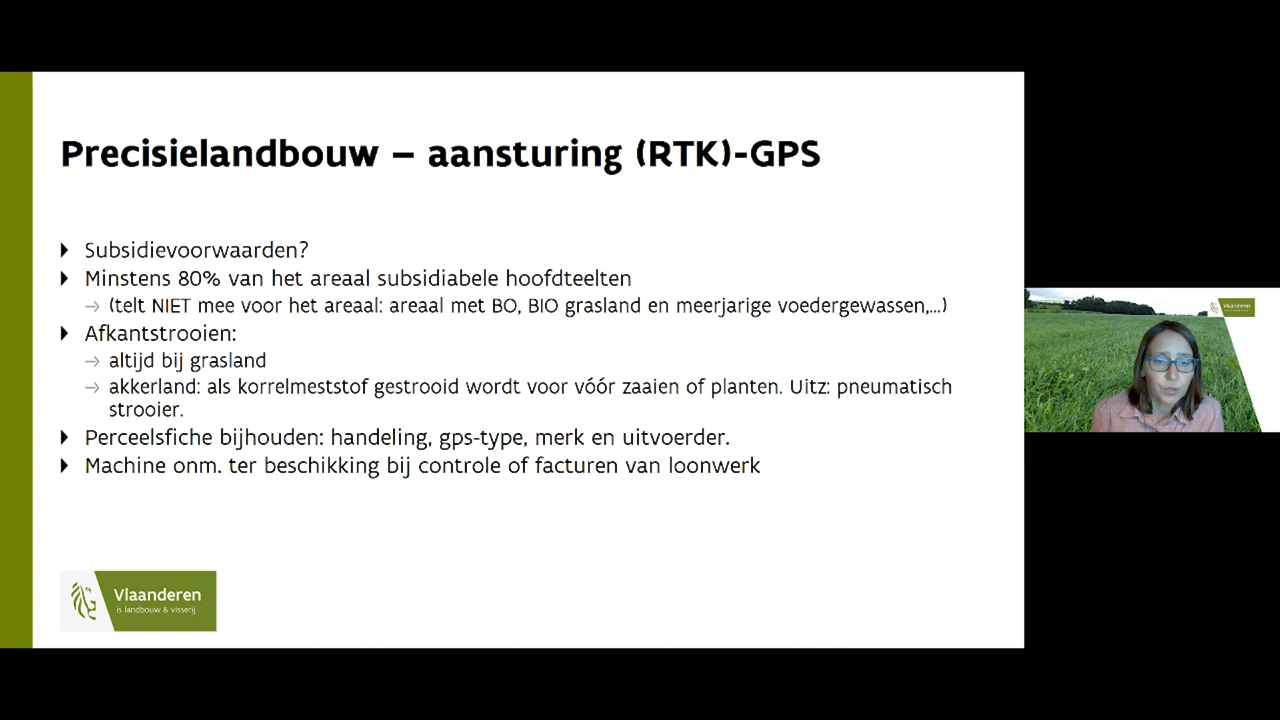 Precisielandbouw – aansturing (RTK)-GPS
Subsidievoorwaarden?
Minstens 80% van het areaal subsidiabele hoofdteelten
(telt NIET mee voor het areaal: areaal met BO, BIO grasland en meerjarige voedergewassen,...)
Afkantstrooien:
altijd bij grasland
akkerland: als korrelmeststof gestrooid wordt voor vóór zaaien of planten. Uitz: pneumatisch
strooier.
Perceelsfiche bijhouden: handeling, gps-type, merk en uitvoerder.
Machine onm. ter beschikking bij controle of facturen van loonwerk
Vlaanderen
is landbouw & visserij
Vlaanderen